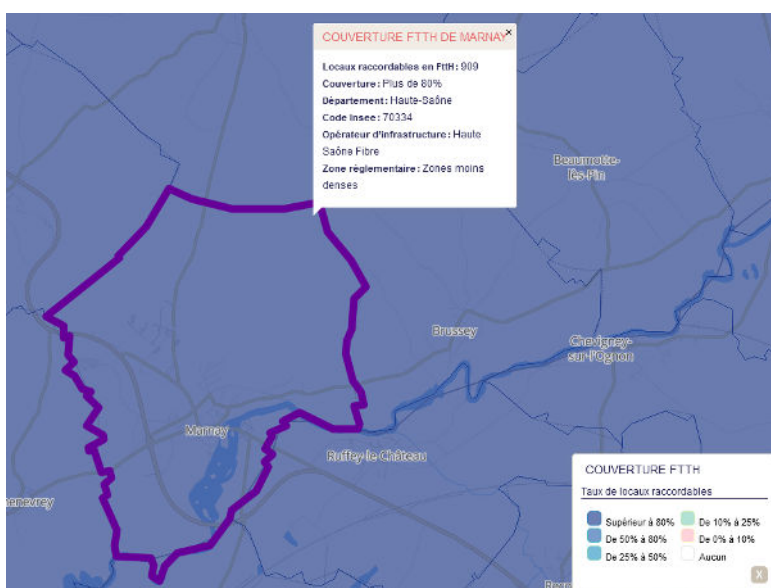 COUVERTURE FTTH DE MARNAY
×
Locaux raccordables en FttH: 909
Couverture: Plus de 80%
Département: Haute-Saône
Code Insee: 70334
Opérateur d'infrastructure: Haute
Saône Fibre
Zone règlementaire: Zones moins
denses
Beaumotte-
lès-Pin
Brussey
Chevigney-
sur-l'Ognon
Marnay
Ruffey-le-Château
enevrey
COUVERTURE FTTH
Taux de locaux raccordables
Supérieur à 80%
De 10% à 25%
De 50% à 80%
De 0% à 10%
De 25% à 50%
Aucun
X